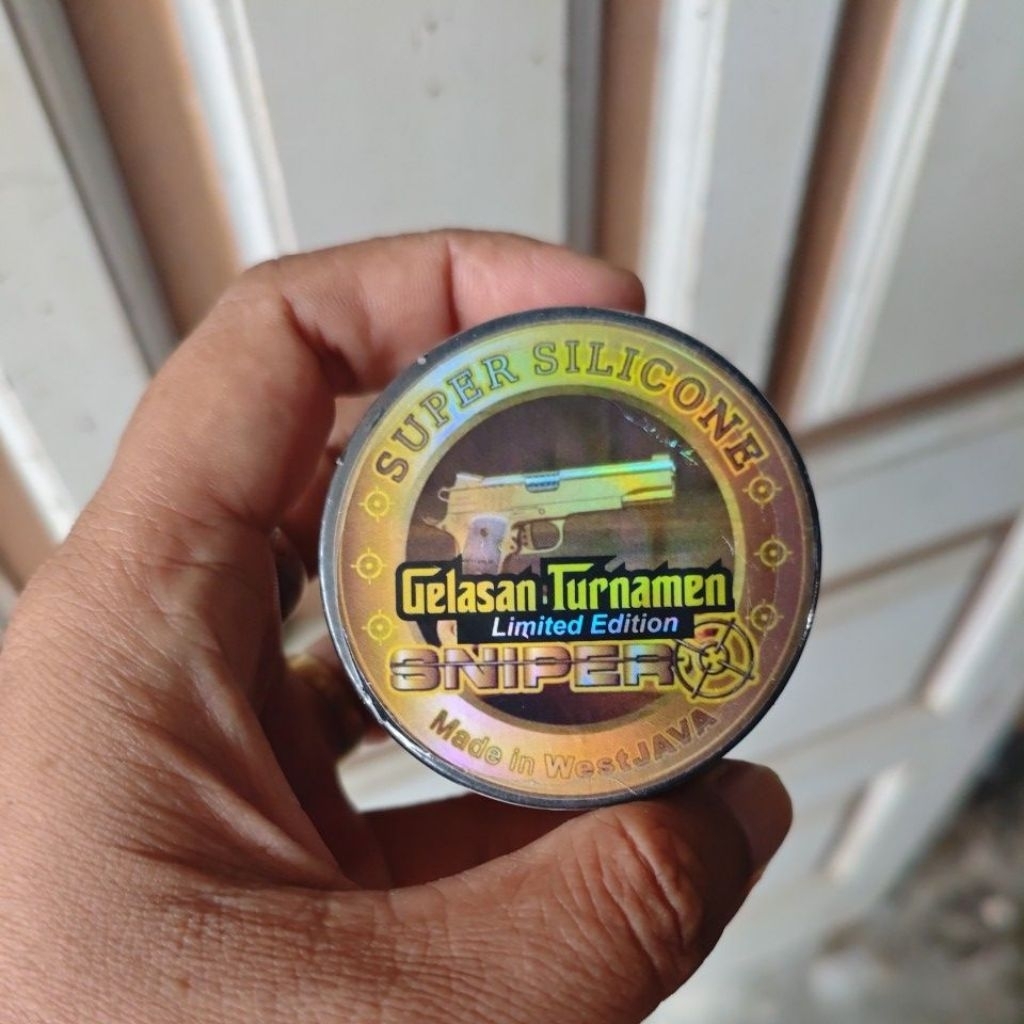 SUPER SILICONE
Gelasan Turnamen
Limited Edition
SNIPER
Made in WestJAVA